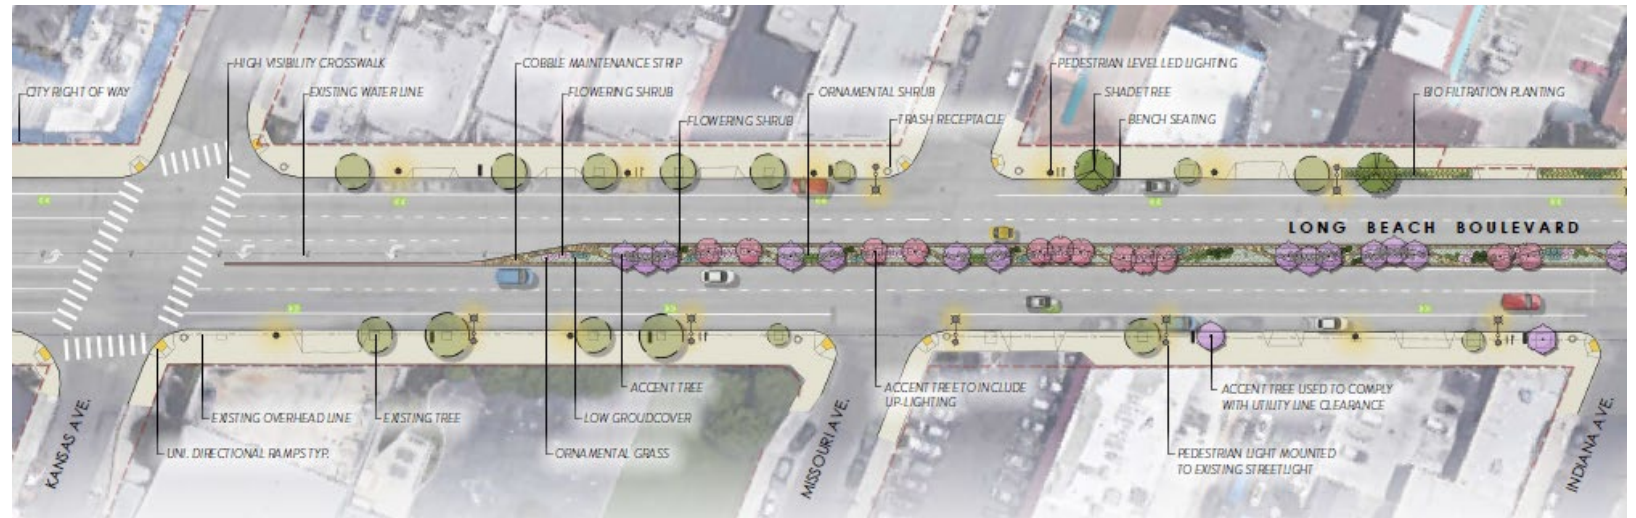 HIGH VISIBILITY CROSSWALK
COBBLE MAINTENANCE STRIP
PEDESTRIAN LEVEL LED LIGHTING
CITY RIGHT OF WAY
EXISTING WATER LINE
FLOWERING SHRUB
ORNAMENTAL SHRUB
SHADE TREE
BIO FILTRATION PLANTING
FLOWERING SHRUB
TRASH RECEPTACLE
BENCH SEATING
LONG BEACH BOULEVARD
ACCENT TREE
ACCENT TREE TO INCLUDE
UP-LIGHTING
ACCENT TREE USED TO COMPLY
WITH UTILITY LINE CLEARANCE
EXISTING OVERHEAD LINE
EXISTING TREE
LOW GROUDCOVER
UNI. DIRECTIONAL RAMPS TYP.
ORNAMENTAL GRASS
PEDESTRIAN LIGHT MOUNTED
TO EXISTING STREETLIGHT
KANSAS AVE.
MISSOURI AVE.
INDIANA AVE.